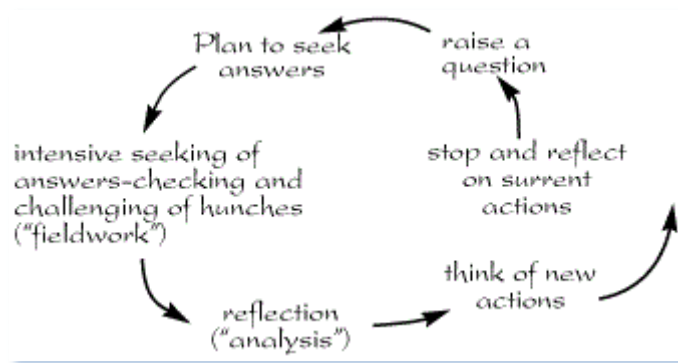 Plan to seek
answers
raise a
question
intensive seeking of
answers-checking and
challenging of hunches
("fieldwork")
stop and reflect
on surrent
actions
think of new
actions
reflection
("analysis")